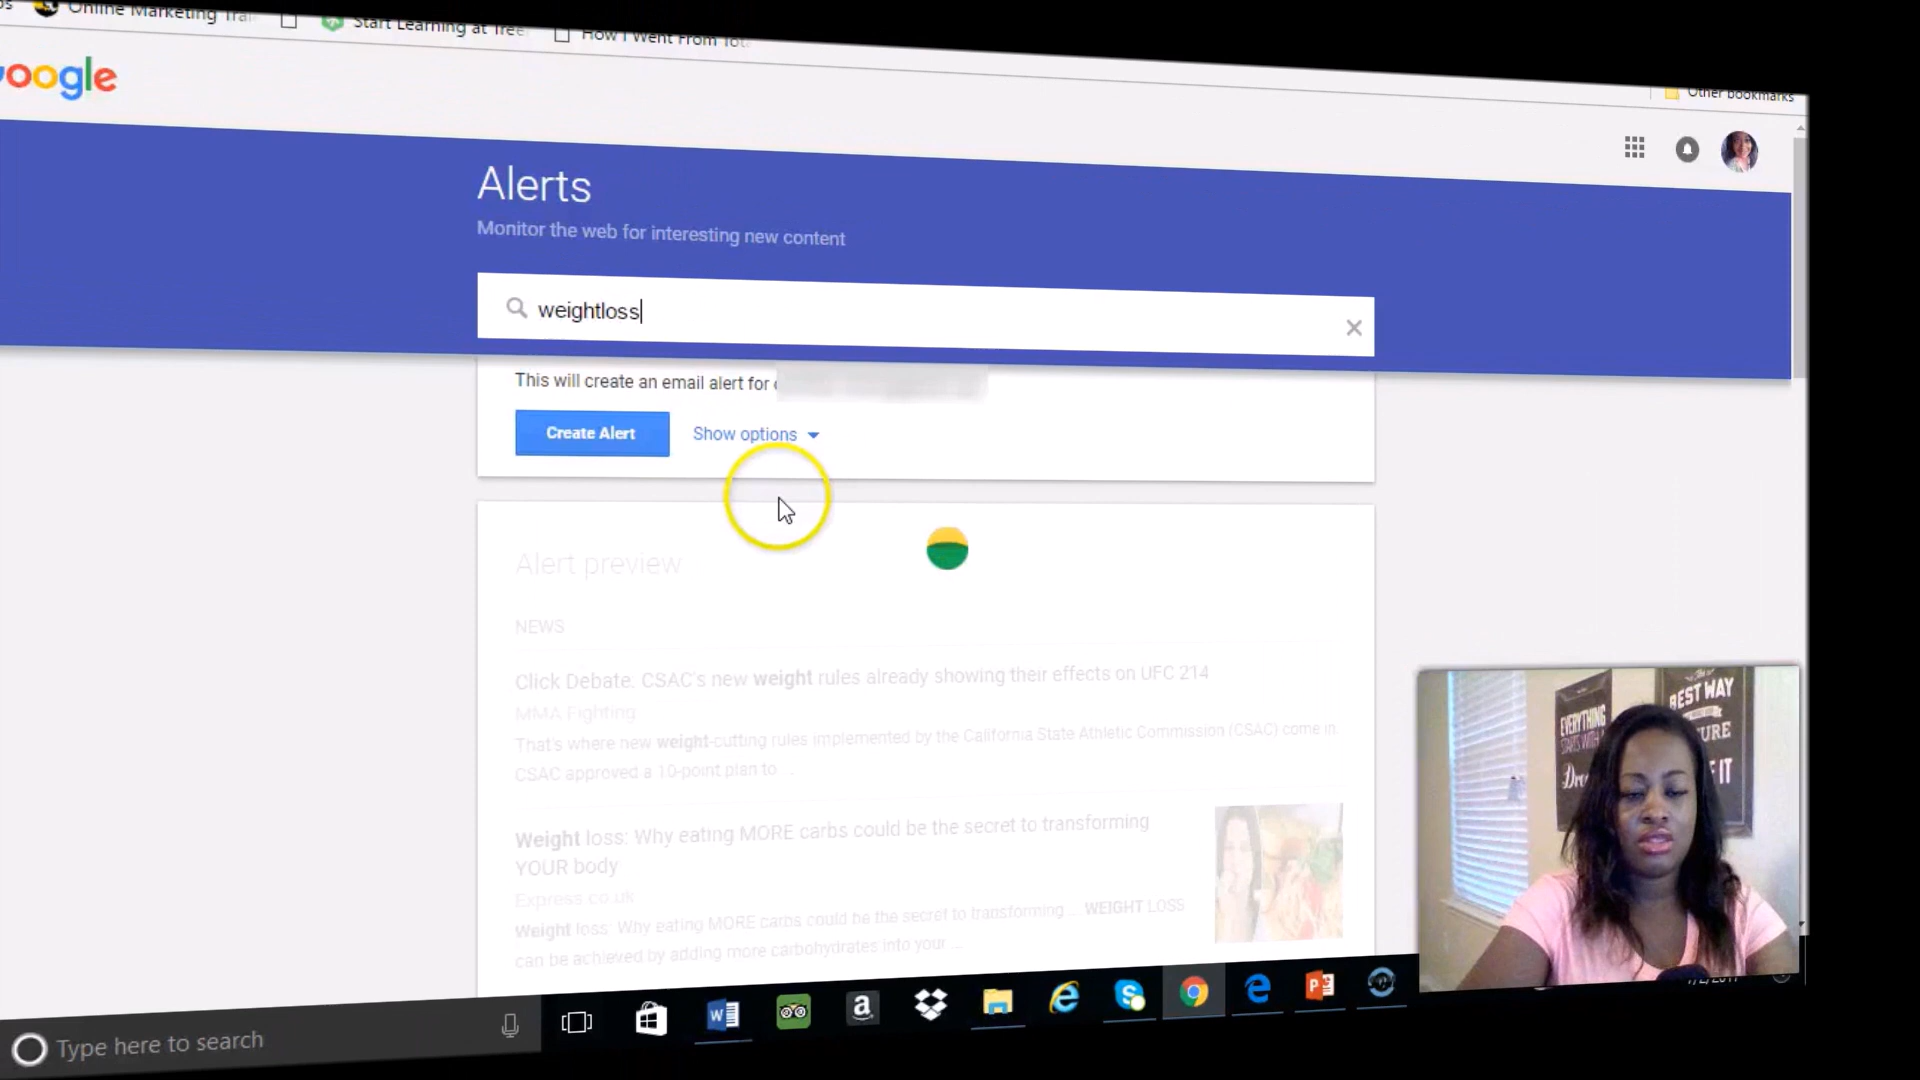 Online Marketing
Start Learning at Tree
How I Went From Tot
Other bookmarks
oogle
Alerts
Monitor the web for interesting new content
weightloss
This will create an email alert for
Create Alert
Show options
Alert preview
NEWS
Click Debate: CSAC's new weight rules already showing their effects on UFC 214
MMA Fighting
That's where new weight-cutting rules implemented by the California State Athletic Commission (CSAC) come in.
CSAC approved a 10-point plan to ...
Weight loss: Why eating MORE carbs could be the secret to transforming
YOUR body
Express.co.uk
Weight loss: Why eating MORE carbs could be the secret to transforming ... WEIGHT LOSS
can be achieved by adding more carbohydrates into your ...
EVERYTHING
STARTS WITH
BEST WAY
IT
Type here to search